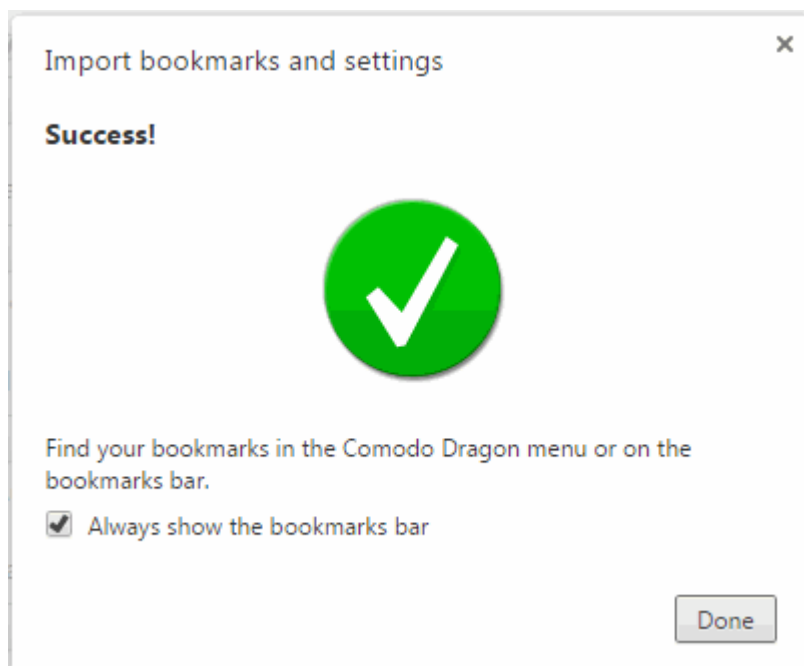 Import bookmarks and settings
Success!
Find your bookmarks in the Comodo Dragon menu or on the
bookmarks bar.
Always show the bookmarks bar
Done